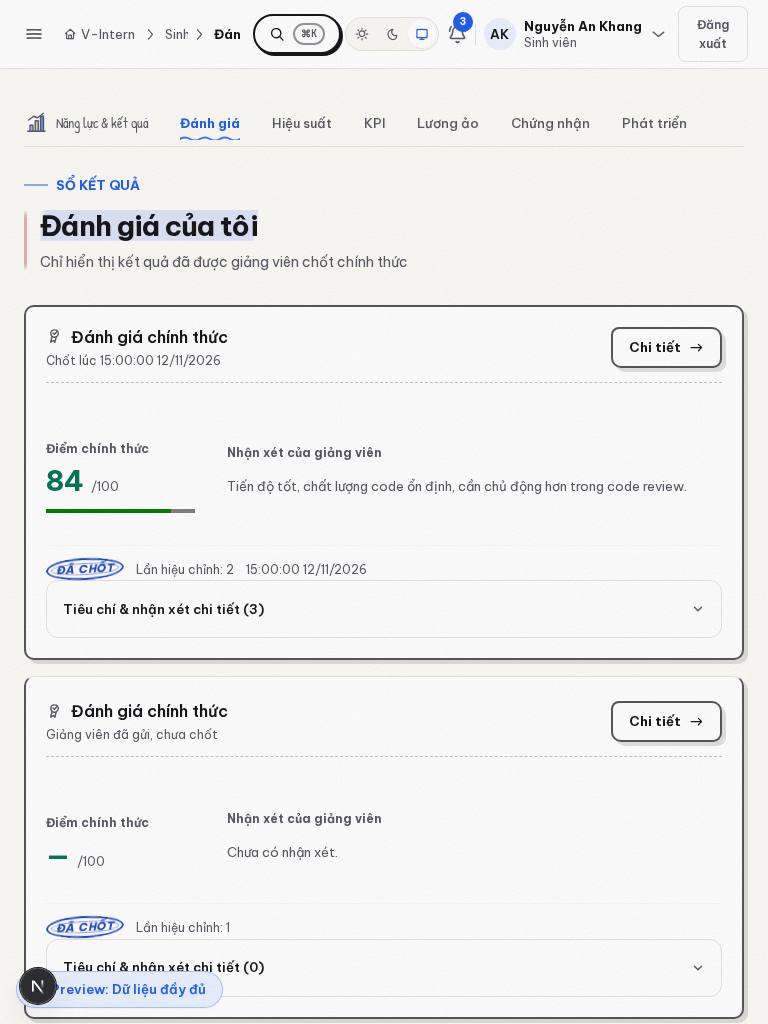 V-Intern > Sinh > Đán
⌘K
3
AK
Nguyễn An Khang
Sinh viên
Đăng xuất
Năng lực & kết quả
Đánh giá
Hiệu suất
KPI
Lương ảo
Chứng nhận
Phát triển
SỔ KẾT QUẢ
Đánh giá của tôi
Chỉ hiển thị kết quả đã được giảng viên chốt chính thức
Đánh giá chính thức
Chốt lúc 15:00:00 12/11/2026
Chi tiết →
Điểm chính thức
84 /100
Nhận xét của giảng viên
Tiến độ tốt, chất lượng code ổn định, cần chủ động hơn trong code review.
ĐÃ CHỐT
Lần hiệu chỉnh: 2 15:00:00 12/11/2026
Tiêu chí & nhận xét chi tiết (3)
Đánh giá chính thức
Giảng viên đã gửi, chưa chốt
Chi tiết →
Điểm chính thức
– /100
Nhận xét của giảng viên
Chưa có nhận xét.
ĐÃ CHỐT
Lần hiệu chỉnh: 1
Tiêu chí & nhận xét chi tiết (0)
N
Preview: Dữ liệu đầy đủ